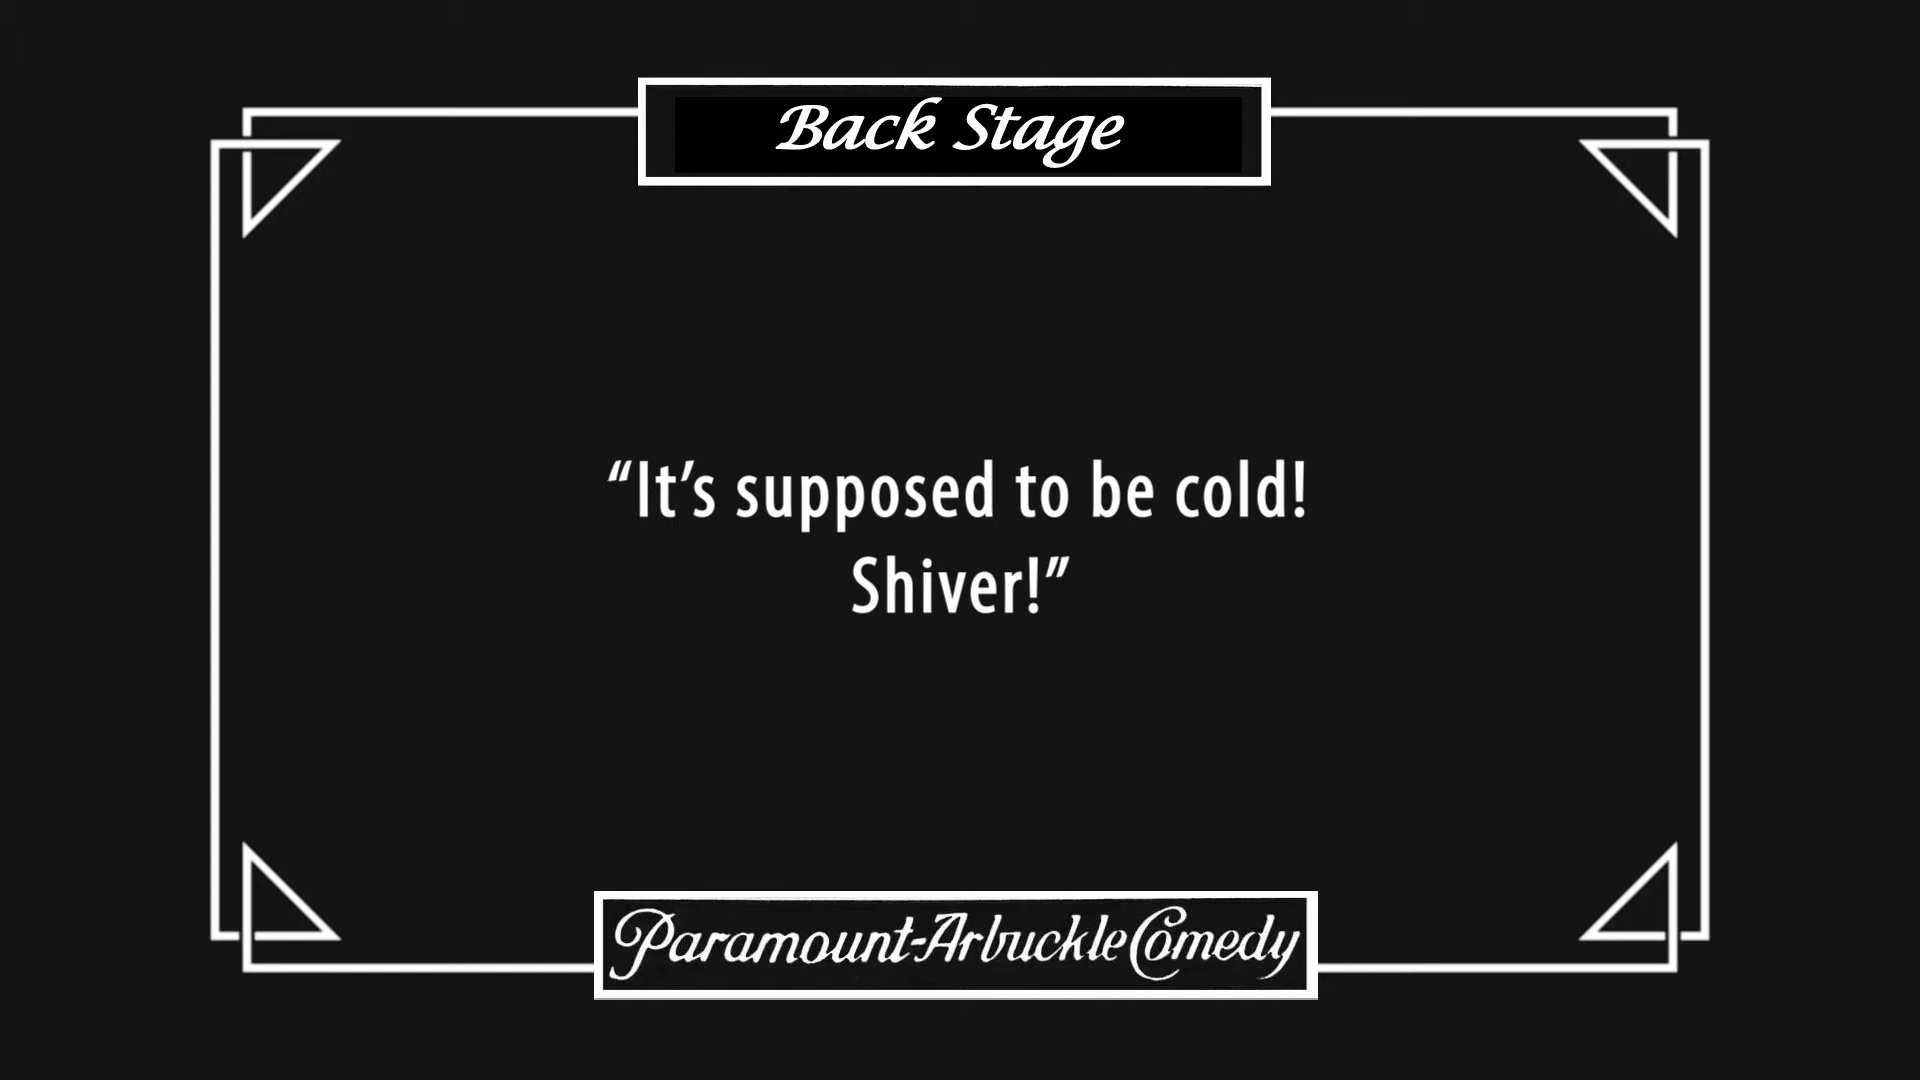 Back Stage
“It’s supposed to be cold!
Shiver!”
Paramount-Arbuckle Comedy